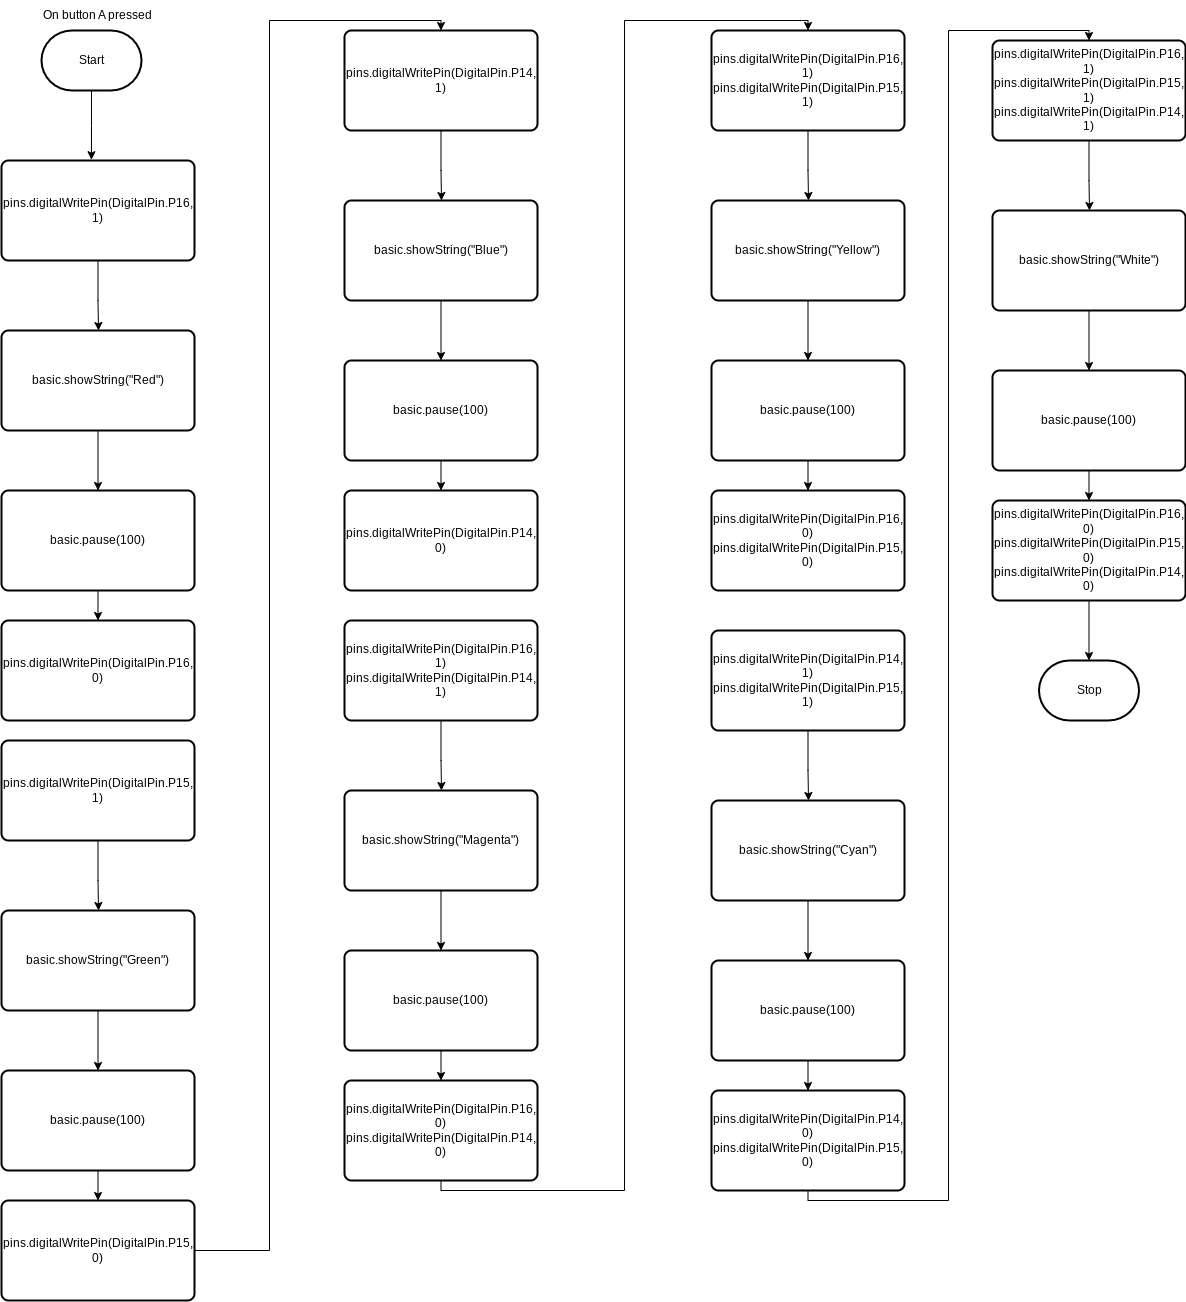 On button A pressed
Start
pins.digitalWritePin(DigitalPin.P16,
1)
basic.showString("Red")
basic.pause(100)
pins.digitalWritePin(DigitalPin.P16,
0)
pins.digitalWritePin(DigitalPin.P15,
1)
basic.showString("Green")
basic.pause(100)
pins.digitalWritePin(DigitalPin.P15,
0)
pins.digitalWritePin(DigitalPin.P14,
1)
basic.showString("Blue")
basic.pause(100)
pins.digitalWritePin(DigitalPin.P14,
0)
pins.digitalWritePin(DigitalPin.P16,
1)
pins.digitalWritePin(DigitalPin.P14,
1)
basic.showString("Magenta")
basic.pause(100)
pins.digitalWritePin(DigitalPin.P16,
0)
pins.digitalWritePin(DigitalPin.P14,
0)
pins.digitalWritePin(DigitalPin.P16,
1)
pins.digitalWritePin(DigitalPin.P15,
1)
basic.showString("Yellow")
basic.pause(100)
pins.digitalWritePin(DigitalPin.P16,
0)
pins.digitalWritePin(DigitalPin.P15,
0)
pins.digitalWritePin(DigitalPin.P14,
1)
pins.digitalWritePin(DigitalPin.P15,
1)
basic.showString("Cyan")
basic.pause(100)
pins.digitalWritePin(DigitalPin.P14,
0)
pins.digitalWritePin(DigitalPin.P15,
0)
pins.digitalWritePin(DigitalPin.P16,
1)
pins.digitalWritePin(DigitalPin.P15,
1)
pins.digitalWritePin(DigitalPin.P14,
1)
basic.showString("White")
basic.pause(100)
pins.digitalWritePin(DigitalPin.P16,
0)
pins.digitalWritePin(DigitalPin.P15,
0)
pins.digitalWritePin(DigitalPin.P14,
0)
Stop